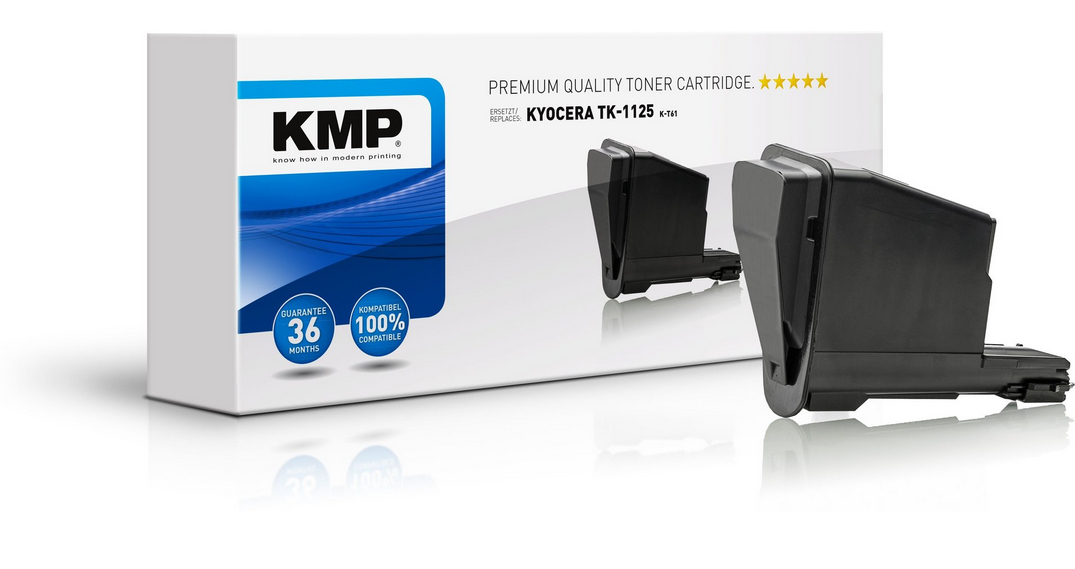 PREMIUM QUALITY TONER CARTRIDGE.
ERSETZT/
REPLACES: KYOCERA TK-1125 K-T61
KMP®
know how in modern printing
GUARANTEE
36
MONTHS
KOMPATIBEL
100%
COMPATIBLE